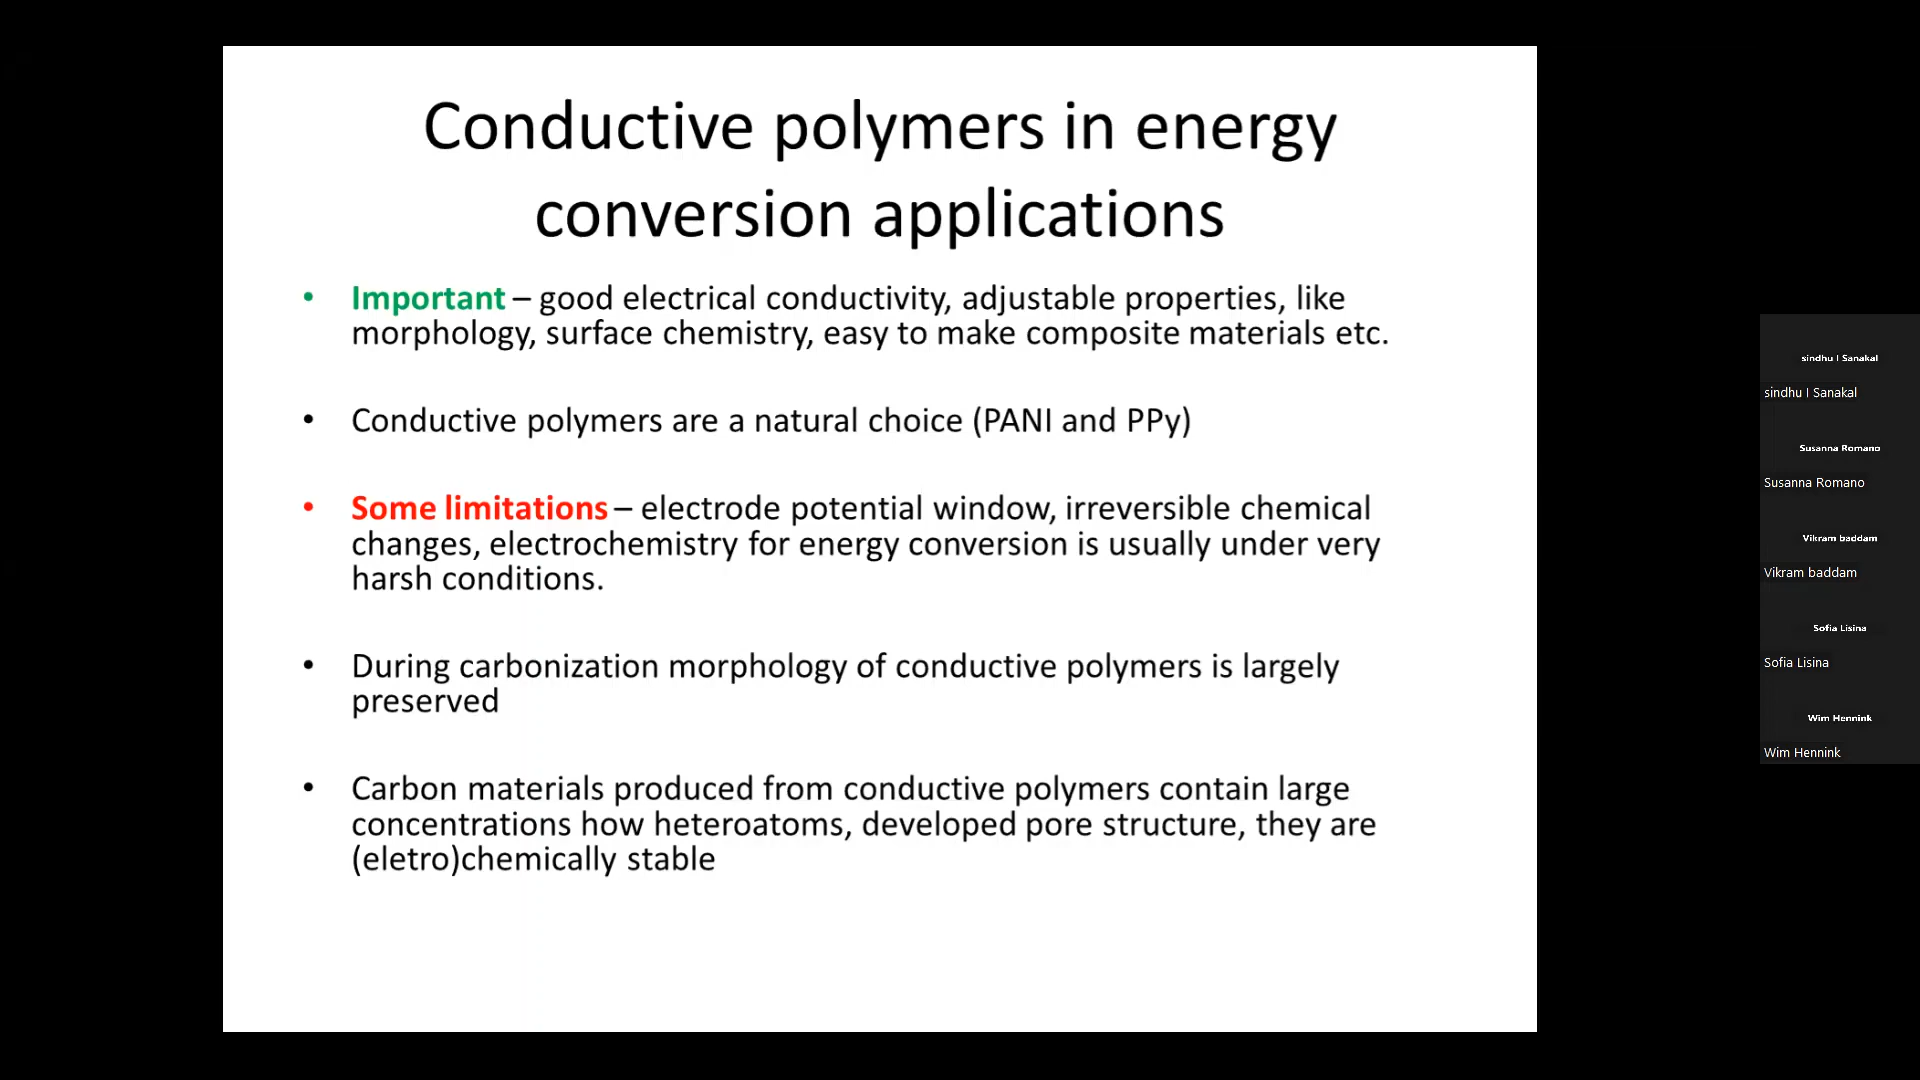 Conductive polymers in energy
conversion applications
• Important – good electrical conductivity, adjustable properties, like
morphology, surface chemistry, easy to make composite materials etc.
• Conductive polymers are a natural choice (PANI and PPy)
• Some limitations – electrode potential window, irreversible chemical
changes, electrochemistry for energy conversion is usually under very
harsh conditions.
• During carbonization morphology of conductive polymers is largely
preserved
• Carbon materials produced from conductive polymers contain large
concentrations how heteroatoms, developed pore structure, they are
(eletro)chemically stable
sindhu I Sanakal
sindhu I Sanakal
Susanna Romano
Susanna Romano
Vikram baddam
Vikram baddam
Sofia Lisina
Sofia Lisina
Wim Hennink
Wim Hennink